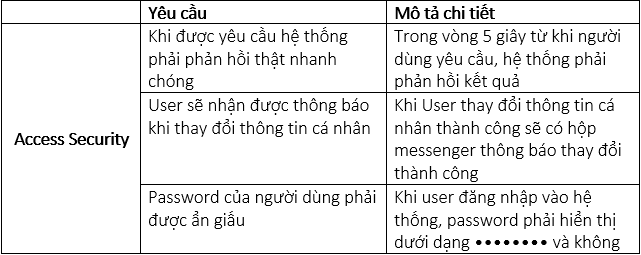 Yêu cầu
Mô tả chi tiết
Access Security
Khi được yêu cầu hệ thống
phải phản hồi thật nhanh
chóng
Trong vòng 5 giây từ khi người
dùng yêu cầu, hệ thống phải
phản hồi kết quả
User sẽ nhận được thông báo
khi thay đổi thông tin cá nhân
Khi User thay đổi thông tin cá
nhân thành công sẽ có hộp
messenger thông báo thay đổi
thành công
Password của người dùng phải
được ẩn giấu
Khi user đăng nhập vào hệ
thống, password phải hiển thị
dưới dạng •••••••• và không